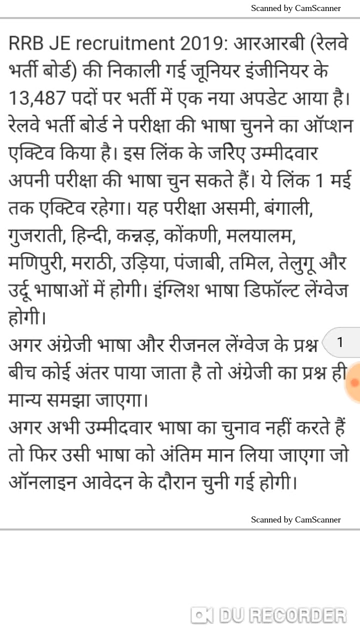 Scanned by CamScanner
RRB JE recruitment 2019: आरआरबी (रेलवे
भर्ती बोर्ड) की निकाली गई जूनियर इंजीनियर के
13,487 पदों पर भर्ती में एक नया अपडेट आया है।
रेलवे भर्ती बोर्ड ने परीक्षा की भाषा चुनने का ऑप्शन
एक्टिव किया है। इस लिंक के जरिए उम्मीदवार
अपनी परीक्षा की भाषा चुन सकते हैं। ये लिंक 1 मई
तक एक्टिव रहेगा। यह परीक्षा असमी, बंगाली,
गुजराती, हिन्दी, कन्नड़, कोंकणी, मलयालम,
मणिपुरी, मराठी, उड़िया, पंजाबी, तमिल, तेलुगू और
उर्दू भाषाओं में होगी। इंग्लिश भाषा डिफॉल्ट लेंग्वेज
होगी।
अगर अंग्रेजी भाषा और रीजनल लेंग्वेज के प्रश्न 1
बीच कोई अंतर पाया जाता है तो अंग्रेजी का प्रश्न ही
मान्य समझा जाएगा।
अगर अभी उम्मीदवार भाषा का चुनाव नहीं करते हैं
तो फिर उसी भाषा को अंतिम मान लिया जाएगा जो
ऑनलाइन आवेदन के दौरान चुनी गई होगी।
Scanned by CamScanner
DU RECORDER